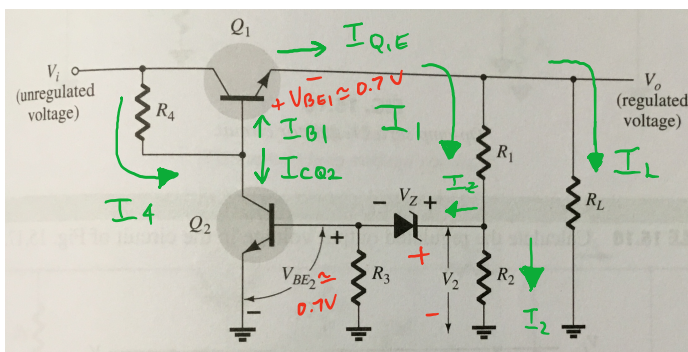 Q1
I Q1E
Vi
(unregulated
voltage)
− 
+ VBE1 ≃ 0.7 V
Vo
(regulated
voltage)
R4
IB1
I1
ICQ2
R1
IL
I4
Q2
− VZ +
IZ
RL
+
VBE2 ≃
0.7V
−
R3
+
V2
−
R2
I2